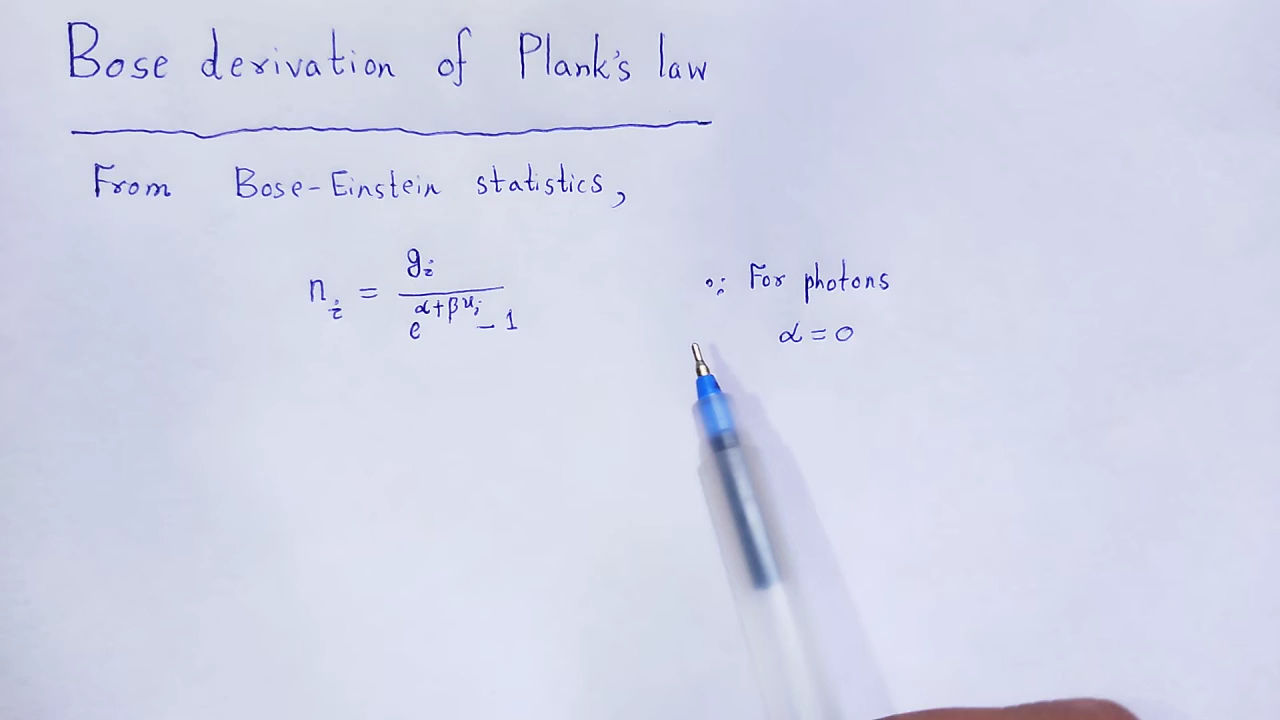 Bose derivation of Plank's law
From Bose-Einstein statistics,
n_i = g_i / e^(α+βu_i) - 1
∵ For photons
α = 0